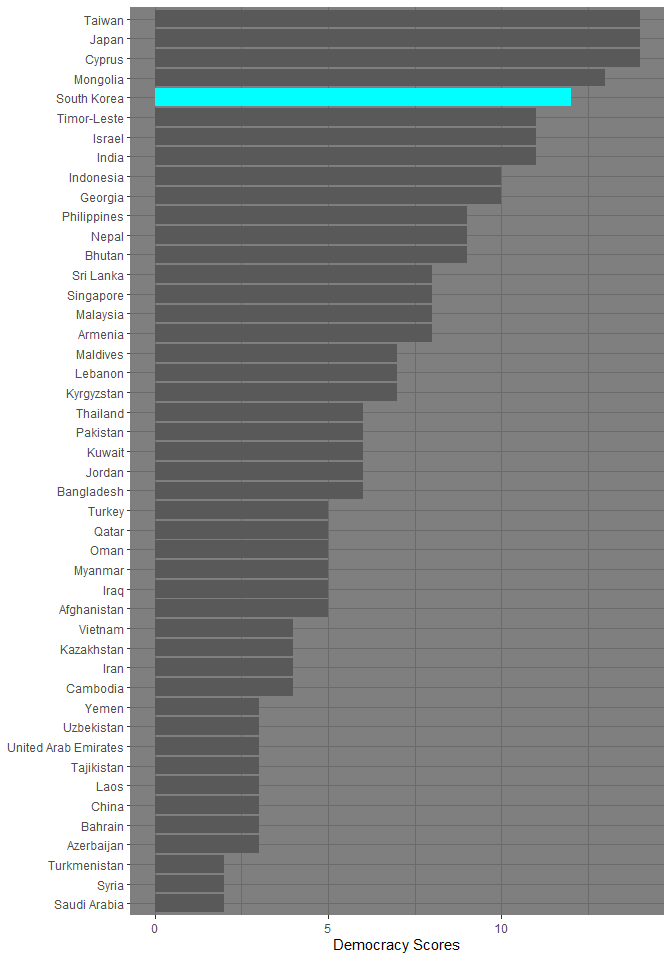 Taiwan
Japan
Cyprus
Mongolia
South Korea
Timor-Leste
Israel
India
Indonesia
Georgia
Philippines
Nepal
Bhutan
Sri Lanka
Singapore
Malaysia
Armenia
Maldives
Lebanon
Kyrgyzstan
Thailand
Pakistan
Kuwait
Jordan
Bangladesh
Turkey
Qatar
Oman
Myanmar
Iraq
Afghanistan
Vietnam
Kazakhstan
Iran
Cambodia
Yemen
Uzbekistan
United Arab Emirates
Tajikistan
Laos
China
Bahrain
Azerbaijan
Turkmenistan
Syria
Saudi Arabia
0 5 10
Democracy Scores